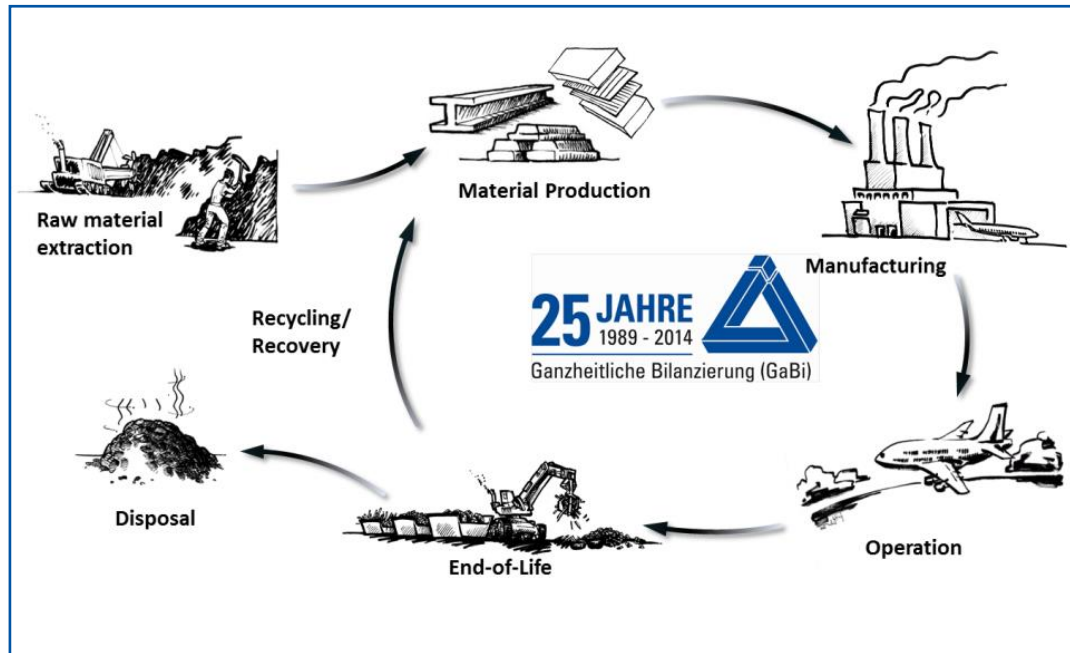 Material Production
Raw material
extraction
Manufacturing
25 JAHRE
1989 - 2014
Ganzheitliche Bilanzierung (GaBi)
Recycling/
Recovery
Disposal
End-of-Life
Operation